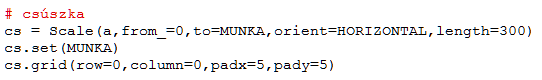 # csúszka
cs = Scale(a,from_=0,to=MUNKA,orient=HORIZONTAL,length=300)
cs.set(MUNKA)
cs.grid(row=0,column=0,padx=5,pady=5)